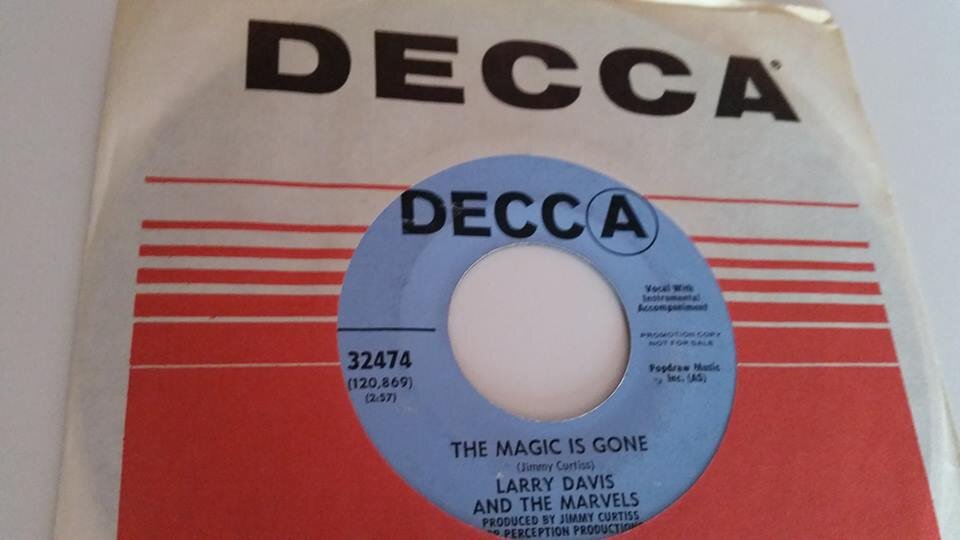 DECCA
DECCA
Vocal With
Instrumental
Accompaniment
PROMOTION COPY
NOT FOR SALE
32474
(120,869)
(2:57)
Popdraw Music
Inc. (AS)
THE MAGIC IS GONE
(Jimmy Curtiss)
LARRY DAVIS
AND THE MARVELS
PRODUCED BY JIMMY CURTISS
PERCEPTION PRODUCTIONS